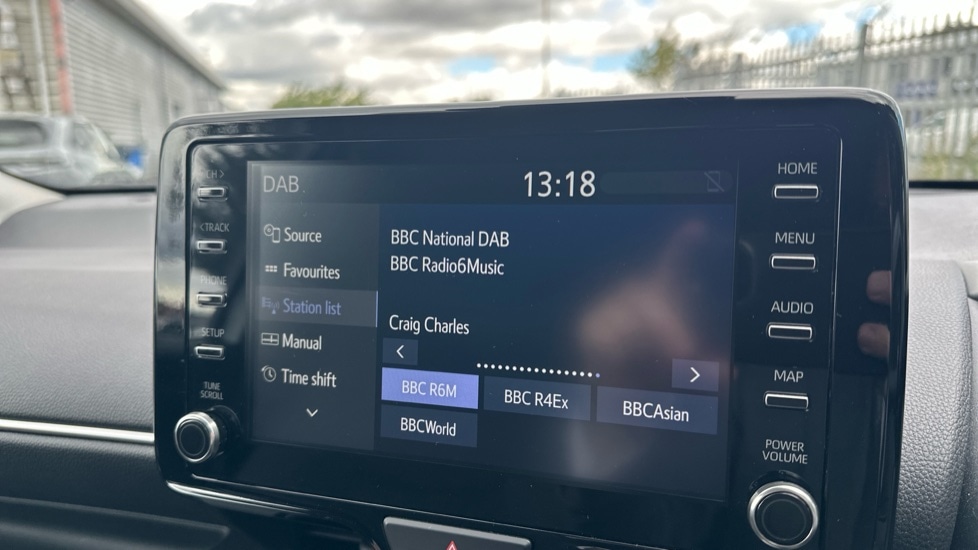 DAB
13:18
CH >
< TRACK
PHONE
SETUP
TUNE
SCROLL
Source
Favourites
Station list
Manual
Time shift
BBC National DAB
BBC Radio6Music
Craig Charles
<
>
BBC R6M
BBC R4Ex
BBCAsian
BBCWorld
HOME
MENU
AUDIO
MAP
POWER
VOLUME